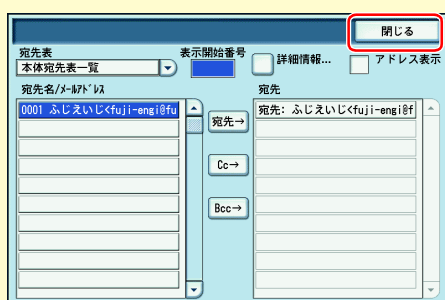 閉じる
宛先表
表示開始番号
詳細情報...
アドレス表示
本体宛先表一覧
宛先名/ﾒｰﾙｱﾄﾞﾚｽ
宛先
0001 ふじえいじ<fuji-engi@fu
宛先→
宛先: ふじえいじ<fuji-engi@f
Cc→
Bcc→